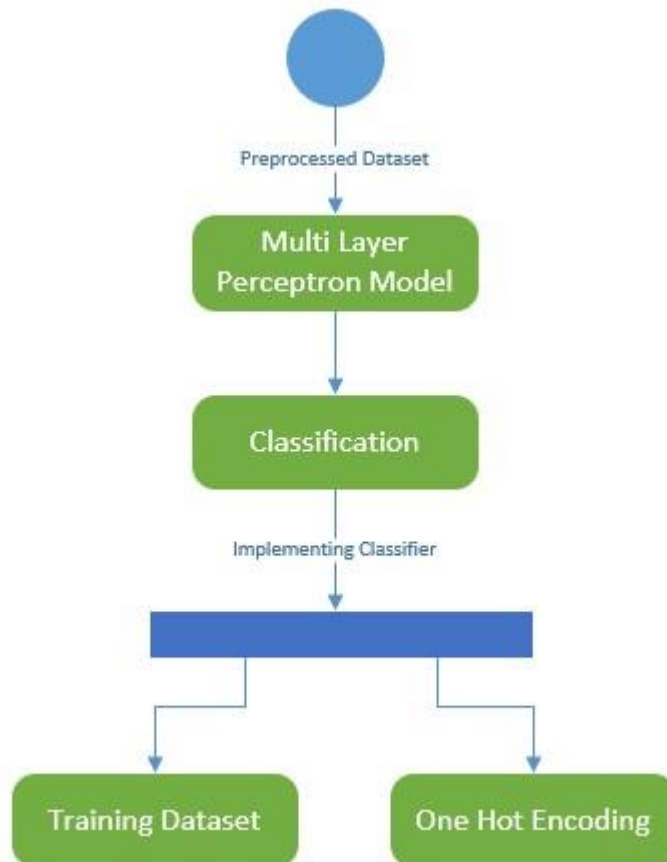 Preprocessed Dataset
Multi Layer
Perceptron Model
Classification
Implementing Classifier
Training Dataset
One Hot Encoding